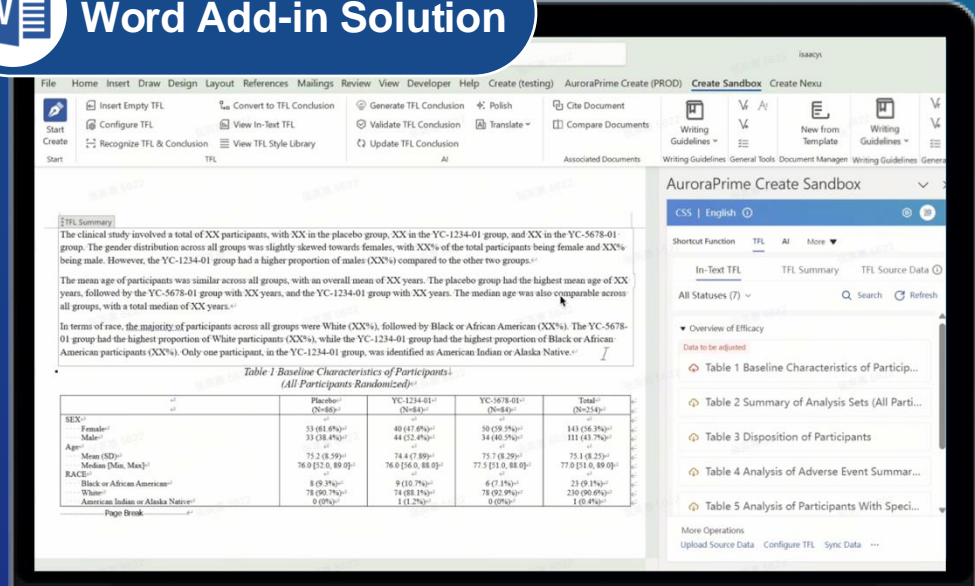 Word Add-in Solution
isaacyu
File Home Insert Draw Design Layout References Mailings Review View Developer Help Create (testing) AuroraPrime Create (PROD) Create Sandbox Create Nexu
Start Create
Insert Empty TFL
Configure TFL
Recognize TFL & Conclusion
Convert to TFL Conclusion
View In-Text TFL
View TFL Style Library
Generate TFL Conclusion
Validate TFL Conclusion
Update TFL Conclusion
Polish
Translate
Cite Document
Compare Documents
Writing Guidelines
New from Template
Writing Guidelines
Start TFL AI Associated Documents Writing Guidelines General Tools Document Managen Writing Guidelines Genera
TFL Summary
The clinical study involved a total of XX participants, with XX in the placebo group, XX in the YC-1234-01 group, and XX in the YC-5678-01
group. The gender distribution across all groups was slightly skewed towards females, with XX% of the total participants being female and XX%
being male. However, the YC-1234-01 group had a higher proportion of males (XX%) compared to the other two groups.
The mean age of participants was similar across all groups, with an overall mean of XX years. The placebo group had the highest mean age of XX
years, followed by the YC-5678-01 group with XX years, and the YC-1234-01 group with XX years. The median age was also comparable across
all groups, with a total median of XX years.
In terms of race, the majority of participants across all groups were White (XX%), followed by Black or African American (XX%). The YC-5678-
01 group had the highest proportion of White participants (XX%), while the YC-1234-01 group had the highest proportion of Black or African
American participants (XX%). Only one participant, in the YC-1234-01 group, was identified as American Indian or Alaska Native.
Table 1 Baseline Characteristics of Participants
(All Participants Randomized)
Placebo YC-1234-01 YC-5678-01 Total
(N=86) (N=84) (N=84) (N=254)
SEX
Female 53 (61.6%) 40 (47.6%) 50 (59.5%) 143 (56.3%)
Male 33 (38.4%) 44 (52.4%) 34 (40.5%) 111 (43.7%)
Age
Mean (SD) 75.2 (8.59) 74.4 (7.89) 75.7 (8.29) 75.1 (8.25)
Median [Min, Max] 76.0 [52.0, 89.0] 76.0 [56.0, 88.0] 77.5 [51.0, 88.0] 77.0 [51.0, 89.0]
RACE
Black or African American 8 (9.3%) 9 (10.7%) 6 (7.1%) 23 (9.1%)
White 78 (90.7%) 74 (88.1%) 78 (92.9%) 230 (90.6%)
American Indian or Alaska Native 0 (0%) 1 (1.2%) 0 (0%) 1 (0.4%)
Page Break
AuroraPrime Create Sandbox
CSS | English
Shortcut Function TFL AI More
In-Text TFL TFL Summary TFL Source Data
All Statuses (7) Search Refresh
Overview of Efficacy
Data to be adjusted
Table 1 Baseline Characteristics of Particip...
Table 2 Summary of Analysis Sets (All Parti...
Table 3 Disposition of Participants
Table 4 Analysis of Adverse Event Summar...
Table 5 Analysis of Participants With Speci...
More Operations
Upload Source Data Configure TFL Sync Data ...